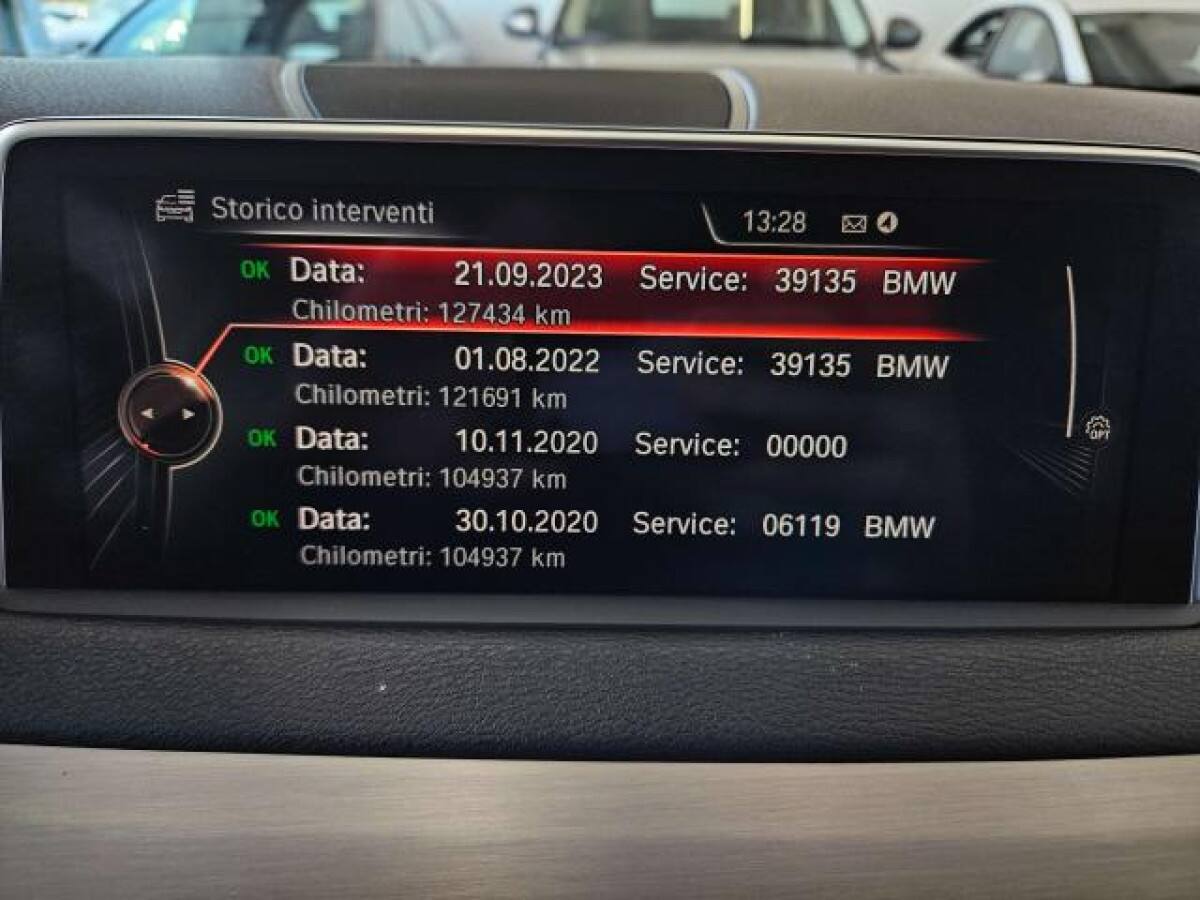 Storico interventi 13:28
OK Data: 21.09.2023 Service: 39135 BMW
Chilometri: 127434 km
OK Data: 01.08.2022 Service: 39135 BMW
Chilometri: 121691 km
OK Data: 10.11.2020 Service: 00000
Chilometri: 104937 km
OK Data: 30.10.2020 Service: 06119 BMW
Chilometri: 104937 km
OPT